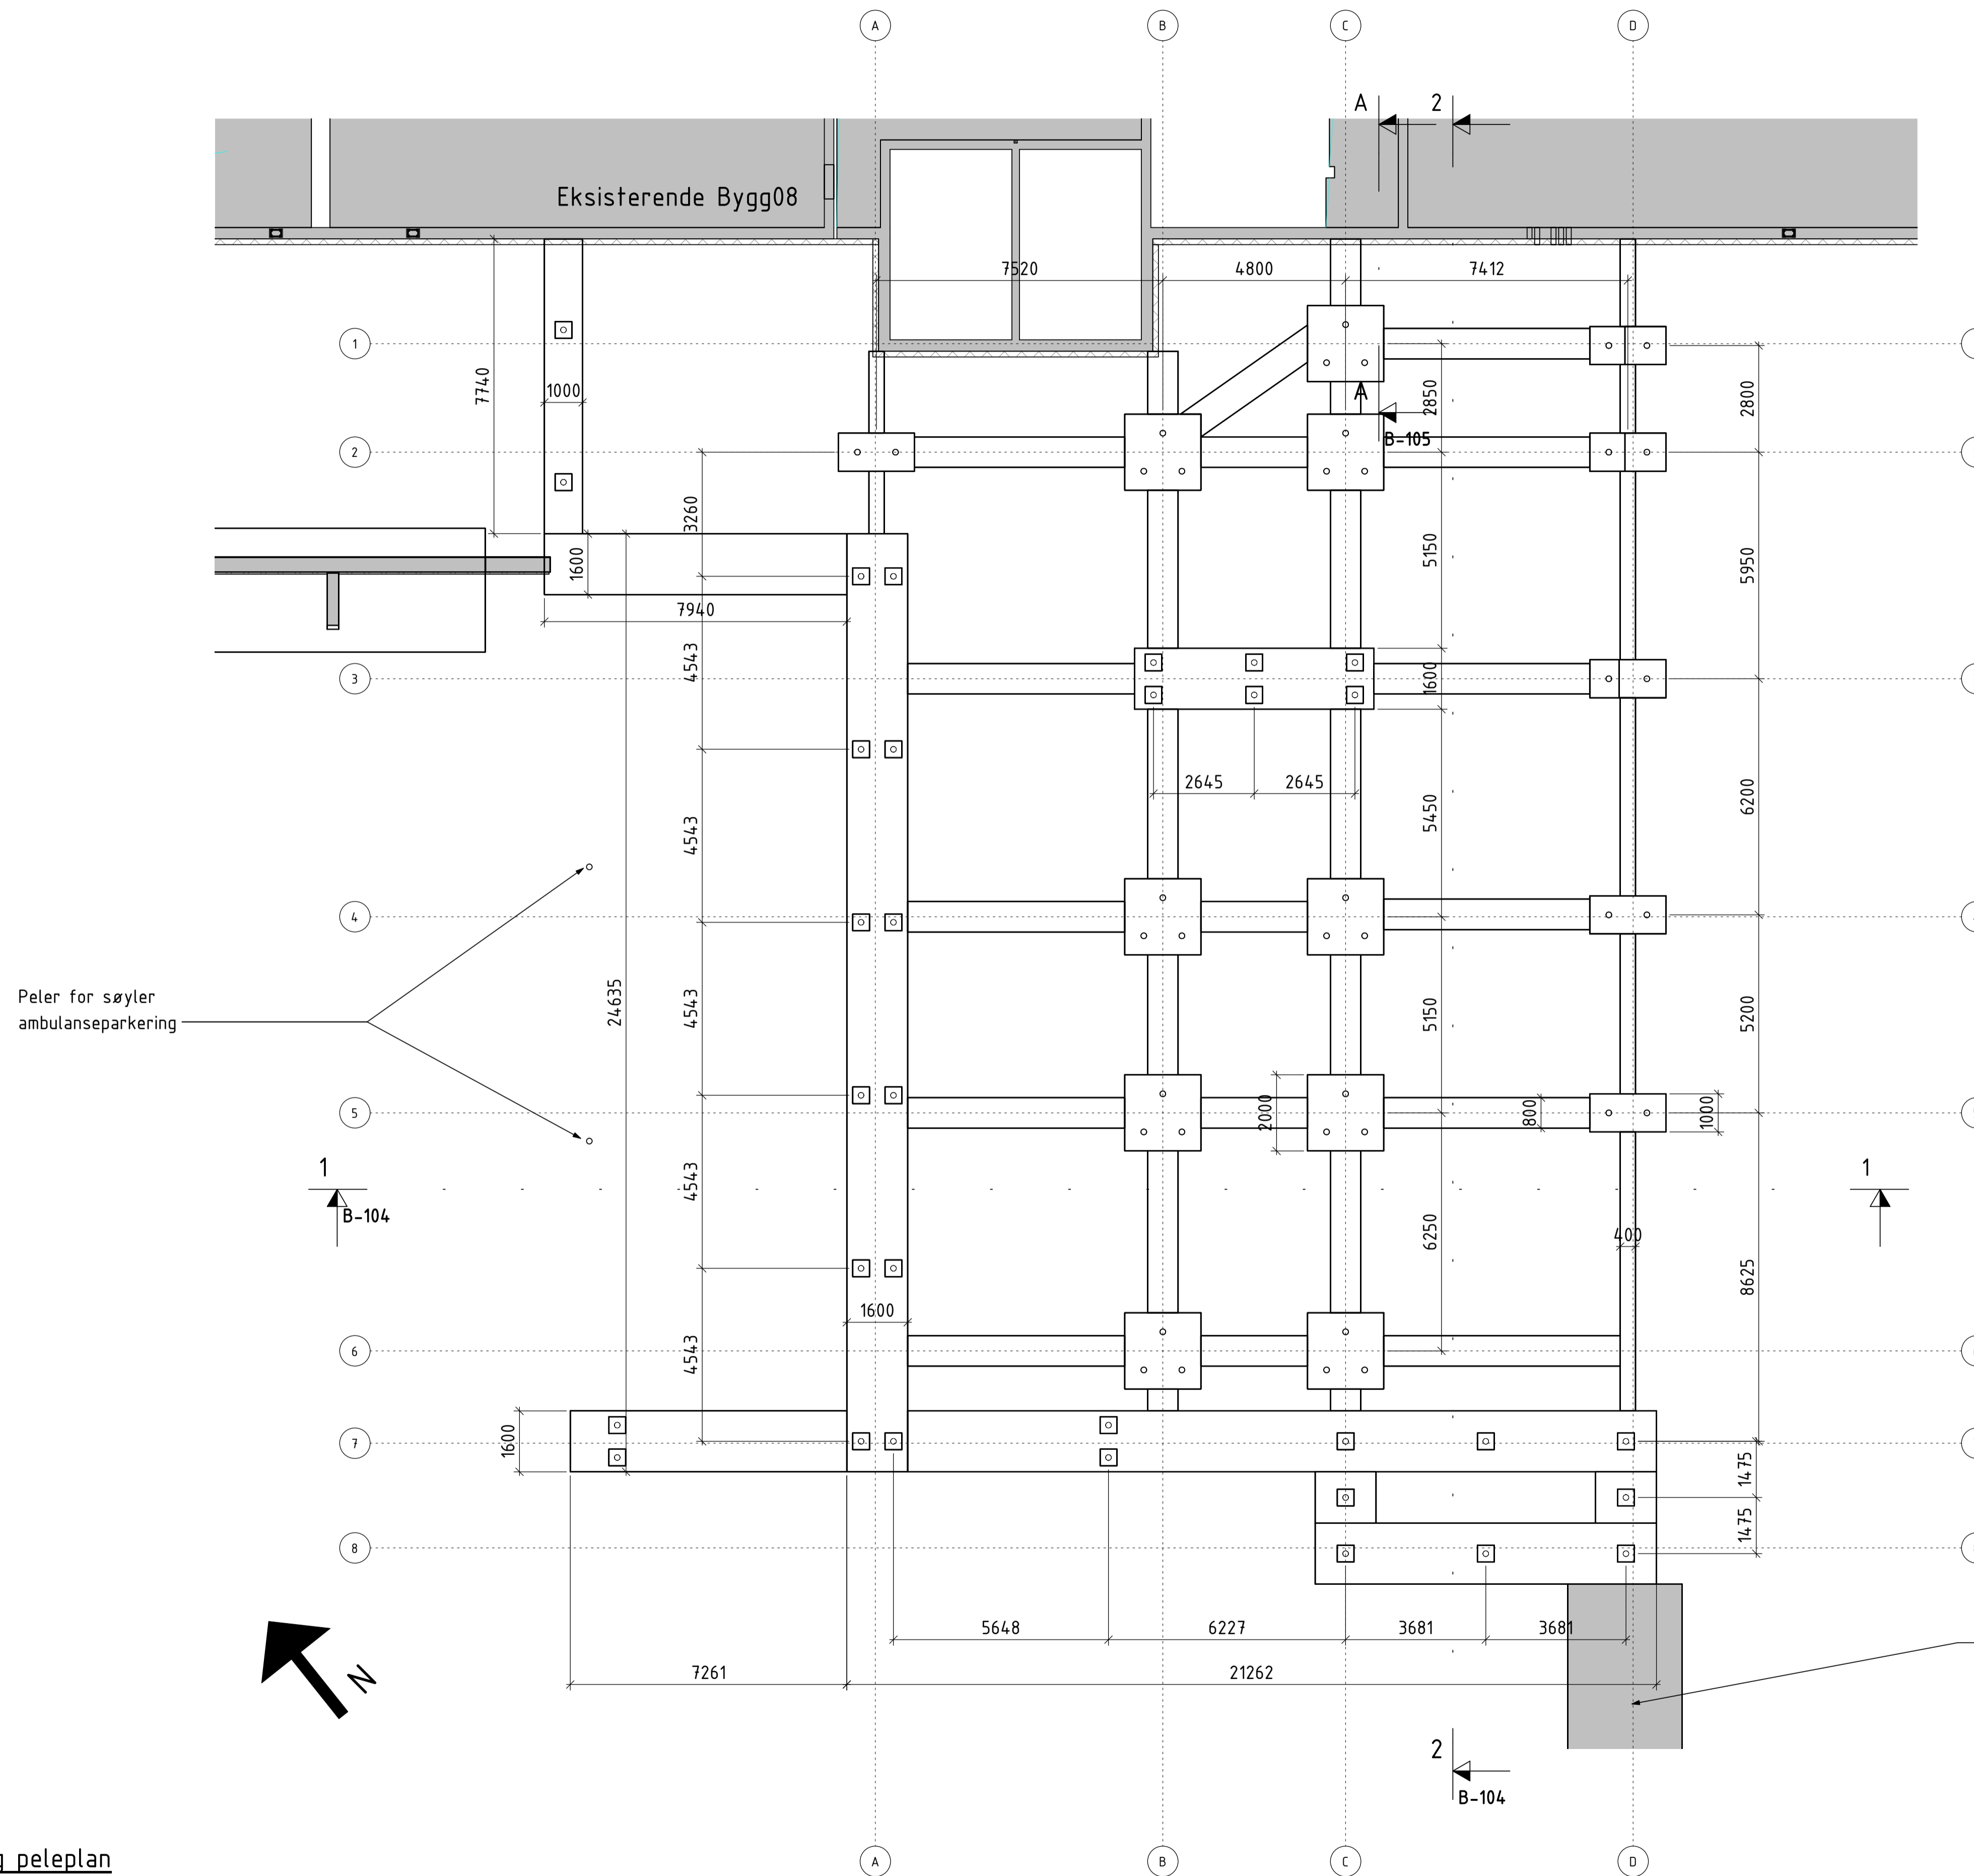 A
B
C
D
A
2
Eksisterende Bygg08
7520
4800
7412
1
7740
1000
A
2850
2800
2
B-105
3260
1600
5150
5950
7940
3
4543
1600
2645
2645
4543
5450
6200
4
Peler for søyler
ambulanseparkering
24635
4543
5150
5200
5
2000
800
1000
1
1
B-104
4543
6250
400
8625
1600
6
4543
1600
7
1475
1475
8
5648
6227
3681
3681
7261
21262
N
2
B-104
peleplan
A
B
C
D